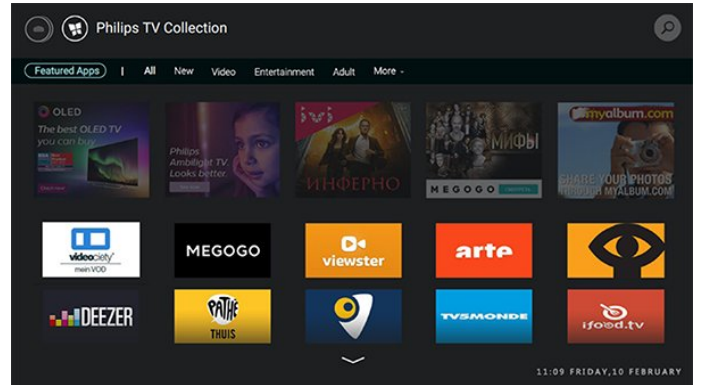 Philips TV Collection
Featured Apps | All New Video Entertainment Adult More
OLED
The best OLED TV
you can buy
Philips
Ambilight TV.
Looks better.
ivi
ИНФЕРНО
МИФЫ
MEGOGO СМОТРЕТЬ
myalbum.com
SHARE YOUR PHOTOS
THROUGH MYALBUM.COM
videociety
mein VOD
MEGOGO
viewster
arte
DEEZER
PATHÉ
THUIS
TV5MONDE
ifood.tv
11:09 FRIDAY,10 FEBRUARY